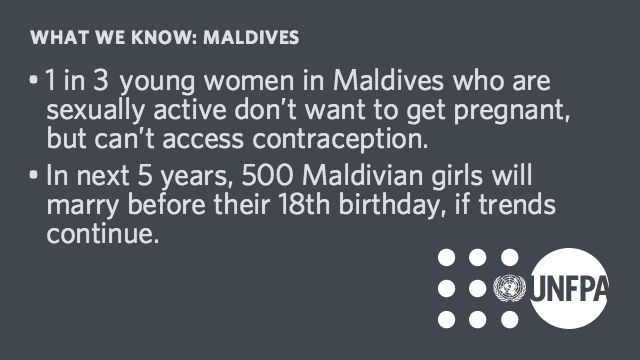 WHAT WE KNOW: MALDIVES
• 1 in 3 young women in Maldives who are
sexually active don't want to get pregnant,
but can't access contraception.
• In next 5 years, 500 Maldivian girls will
marry before their 18th birthday, if trends
continue.
UNFPA